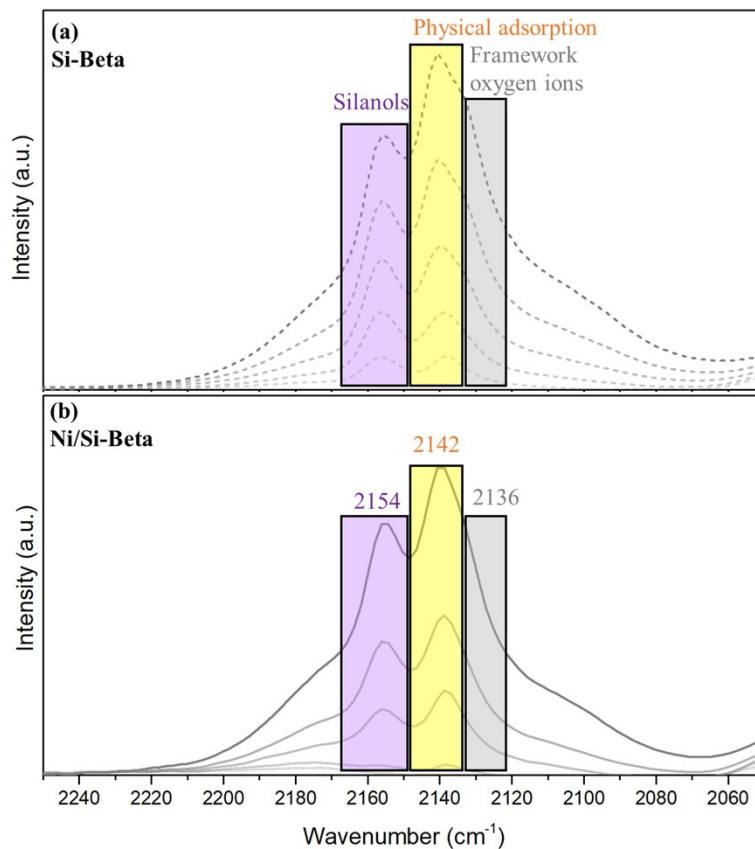 (a)
Si-Beta
Physical adsorption
Framework
oxygen ions
Silanols
Intensity (a.u.)
(b)
Ni/Si-Beta
2142
2154
2136
Intensity (a.u.)
2240 2220 2200 2180 2160 2140 2120 2100 2080 2060
Wavenumber (cm⁻¹)